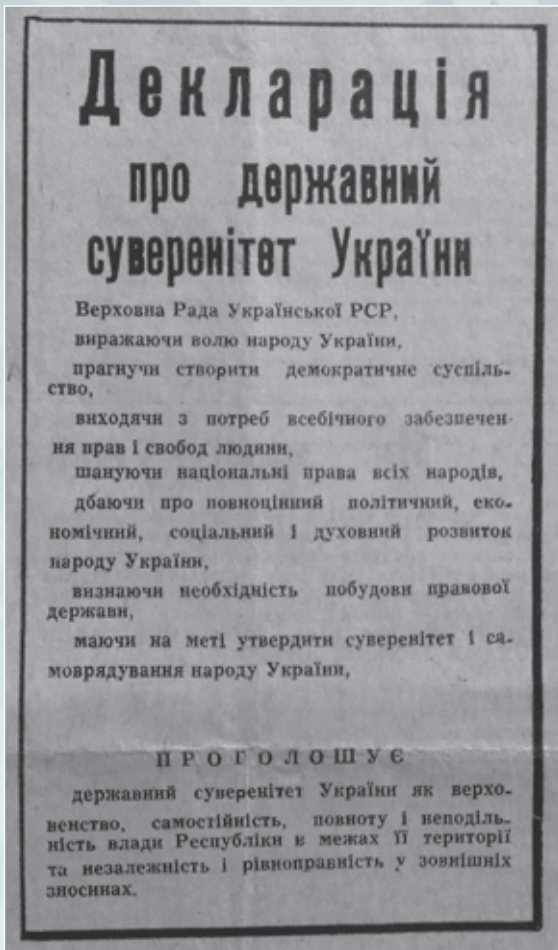 Декларація
про державний
суверенітет України
Верховна Рада Української РСР,
виражаючи волю народу України,
прагнучи створити демократичне суспіль-
ство,
виходячи з потреб всебічного забезпечен-
ня прав і свобод людини,
шануючи національні права всіх народів,
дбаючи про повноцінний політичний, еко-
номічний, соціальний і духовний розвиток
народу України,
визнаючи необхідність побудови правової
держави,
маючи на меті утвердити суверенітет і са-
моврядування народу України,
ПРОГОЛОШУЄ
державний суверенітет України як верхо-
венство, самостійність, повноту і неподіль-
ність влади Республіки в межах її території
та незалежність і рівноправність у зовнішніх
зносинах.